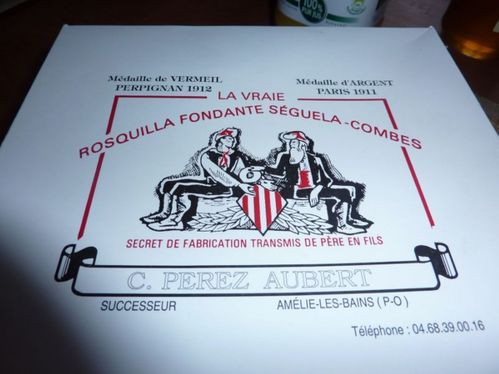 100%
Médaille de VERMEIL
PERPIGNAN 1912
Médaille d'ARGENT
PARIS 1911
LA VRAIE
ROSQUILLA FONDANTE SÉGUELA-COMBES
SECRET DE FABRICATION TRANSMIS DE PÈRE EN FILS
C. PEREZ AUBERT
SUCCESSEUR
AMÉLIE-LES-BAINS (P-O)
Téléphone : 04.68.39.00.16